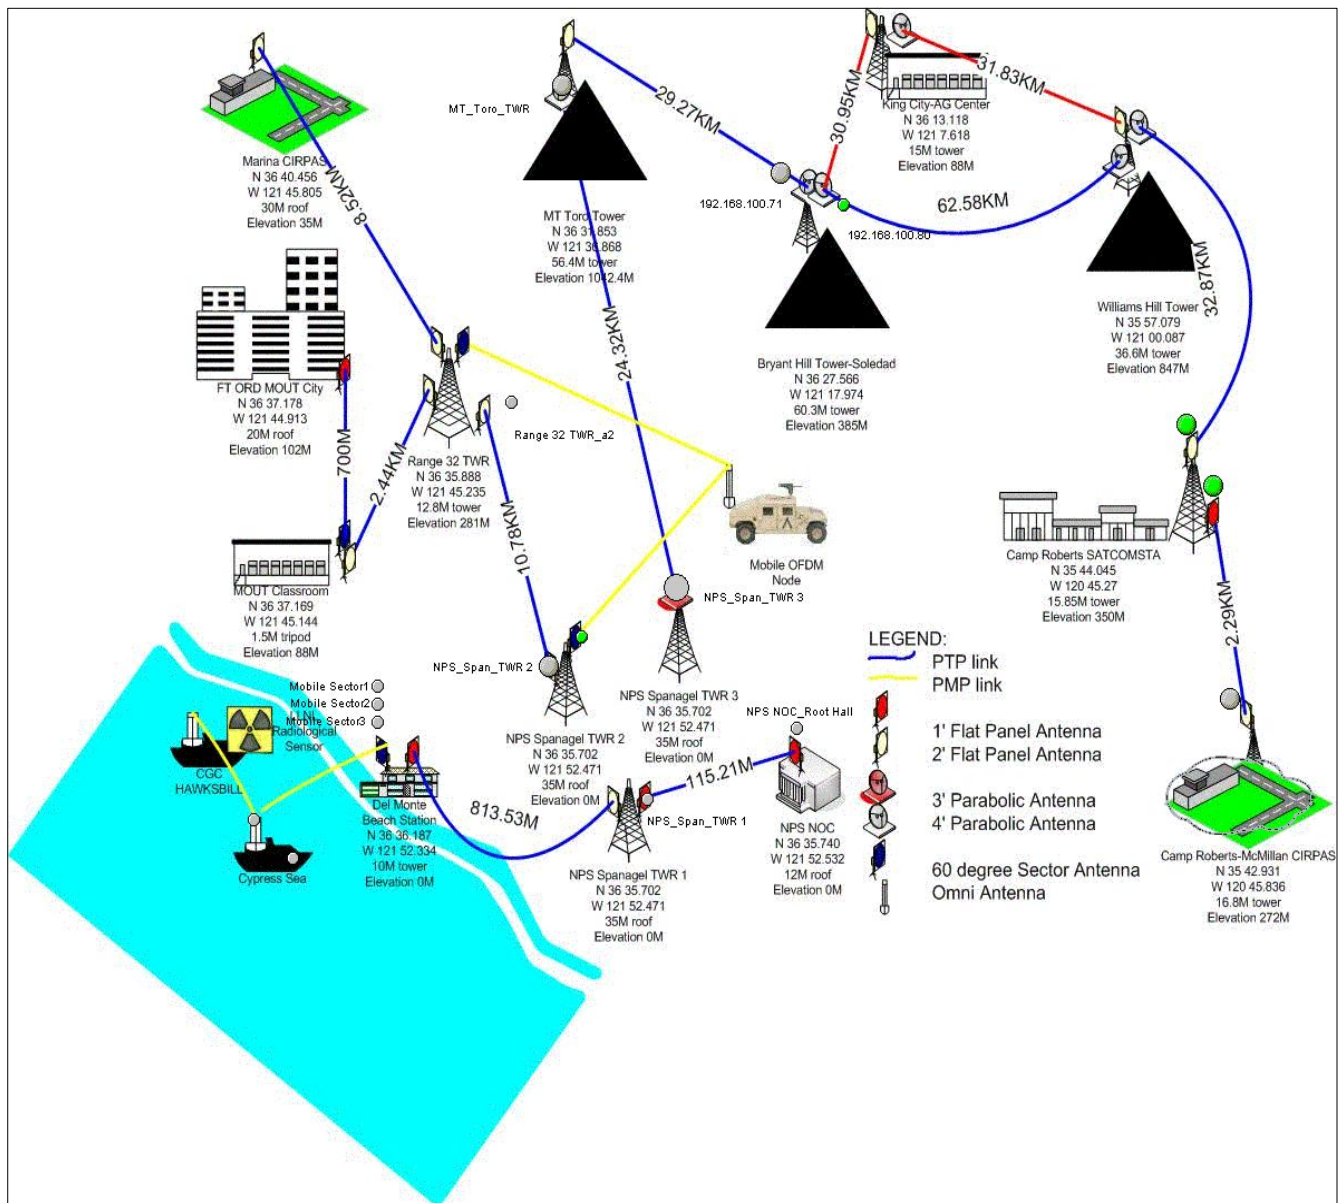 MT_Toro_TWR
29.27KM
30.95KM
31.83KM
King City-AG Center
N 36 13.118
W 121 7.618
15M tower
Elevation 88M
Marina CIRPAS
N 36 40.456
W 121 45.805
30M roof
Elevation 35M
8.52KM
MT Toro Tower
N 36 31.853
W 121 36.868
56.4M tower
Elevation 1042.4M
192.168.100.71
192.168.100.80
62.58KM
Bryant Hill Tower-Soledad
N 36 27.566
W 121 17.974
60.3M tower
Elevation 385M
Williams Hill Tower
N 35 57.079
W 121 00.087
36.6M tower
Elevation 847M
32.87KM
FT ORD MOUT City
N 36 37.178
W 121 44.913
20M roof
Elevation 102M
700M
2.44KM
Range 32 TWR
N 36 35.888
W 121 45.235
12.8M tower
Elevation 281M
Range 32 TWR_a2
10.78KM
24.32KM
Mobile OFDM
Node
Camp Roberts SATCOMSTA
N 35 44.045
W 120 45.27
15.85M tower
Elevation 350M
2.29KM
MOUT Classroom
N 36 37.169
W 121 45.144
1.5M tripod
Elevation 88M
NPS_Span_TWR 3
NPS_Span_TWR 2
NPS Spanagel TWR 3
N 36 35.702
W 121 52.471
35M roof
Elevation 0M
NPS Spanagel TWR 2
N 36 35.702
W 121 52.471
35M roof
Elevation 0M
Mobile Sector1
Mobile Sector2
Mobile Sector3
Radiological
Sensor
CGC
HAWKSBILL
Cypress Sea
Del Monte
Beach Station
N 36 36.187
W 121 52.334
10M tower
Elevation 0M
813.53M
115.21M
NPS_Span_TWR 1
NPS Spanagel TWR 1
N 36 35.702
W 121 52.471
35M roof
Elevation 0M
NPS NOC_Root Hall
NPS NOC
N 36 35.740
W 121 52.532
12M roof
Elevation 0M
LEGEND:
PTP link
PMP link
1' Flat Panel Antenna
2' Flat Panel Antenna
3' Parabolic Antenna
4' Parabolic Antenna
60 degree Sector Antenna
Omni Antenna
Camp Roberts-McMillan CIRPAS
N 35 42.931
W 120 45.836
16.8M tower
Elevation 272M